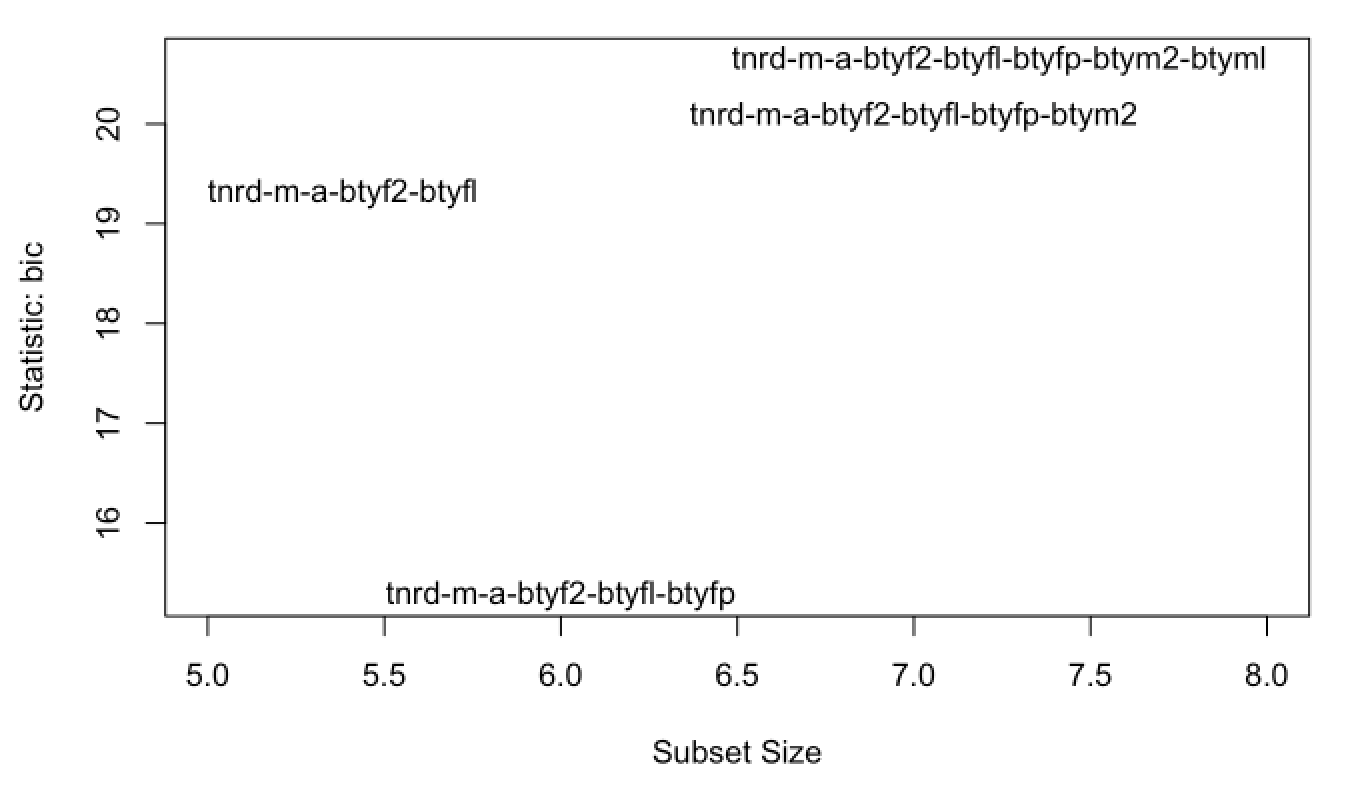 tnrd-m-a-btyf2-btyfl-btyfp-btym2-btyml
tnrd-m-a-btyf2-btyfl-btyfp-btym2
tnrd-m-a-btyf2-btyfl
tnrd-m-a-btyf2-btyfl-btyfp
20
19
18
17
16
Statistic: bic
5.0 5.5 6.0 6.5 7.0 7.5 8.0
Subset Size